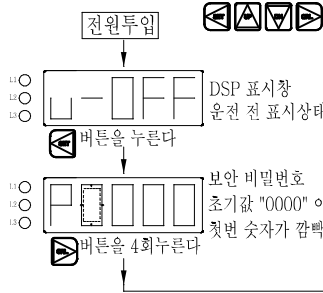 전원투입
L1
L2
L3
u-OFF
DSP 표시창
운전 전 표시상태
버튼을 누른다
L1
L2
L3
P0000
보안 비밀번호
초기값 "0000" 이
첫번 숫자가 깜빡
버튼을 4회누른다